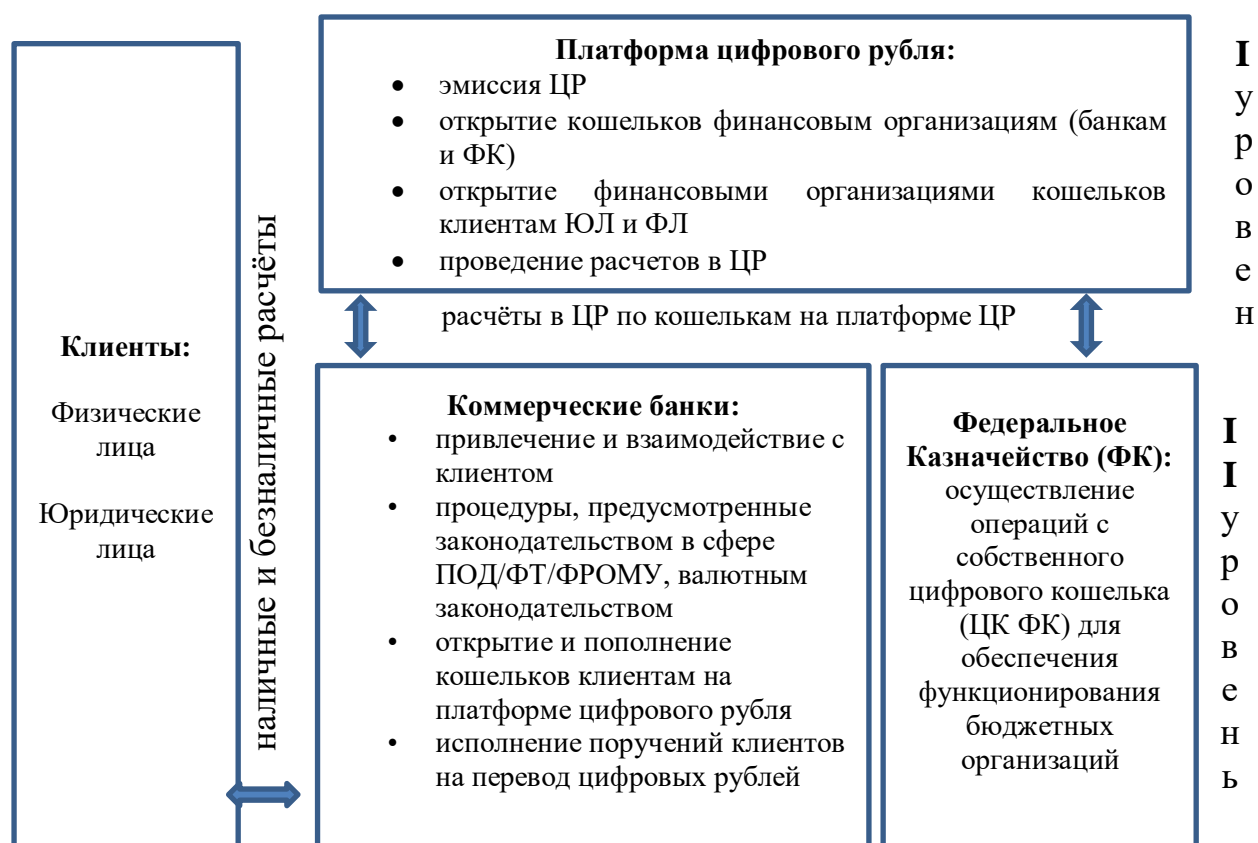 Платформа цифрового рубля:
• эмиссия ЦР
• открытие кошельков финансовым организациям (банкам
и ФК)
• открытие финансовыми организациями кошельков
клиентам ЮЛ и ФЛ
• проведение расчетов в ЦР
I
у
р
о
в
е
н
Клиенты:
Физические
лица
Юридические
лица
наличные и безналичные расчёты
расчёты в ЦР по кошелькам на платформе ЦР
Коммерческие банки:
• привлечение и взаимодействие с
клиентом
• процедуры, предусмотренные
законодательством в сфере
ПОД/ФТ/ФРОМУ, валютным
законодательством
• открытие и пополнение
кошельков клиентам на
платформе цифрового рубля
• исполнение поручений клиентов
на перевод цифровых рублей
Федеральное
Казначейство (ФК):
осуществление
операций с
собственного
цифрового кошелька
(ЦК ФК) для
обеспечения
функционирования
бюджетных
организаций
I
I
у
р
о
в
е
н
ь